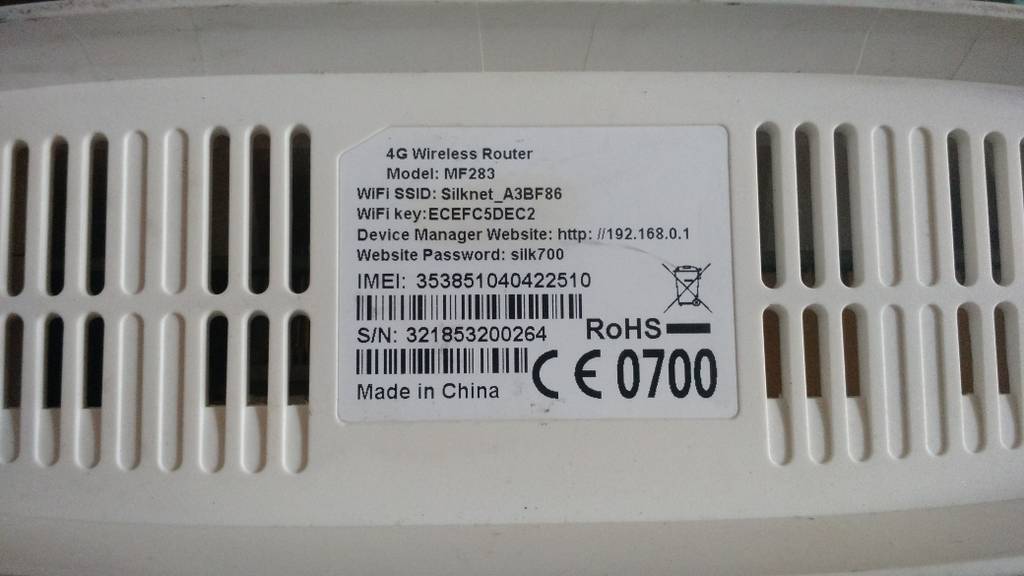 4G Wireless Router
Model: MF283
WiFi SSID: Silknet_A3BF86
WiFi key:ECEFC5DEC2
Device Manager Website: http: //192.168.0.1
Website Password: silk700
IMEI: 353851040422510
S/N: 321853200264
RoHS
Made in China
CE 0700